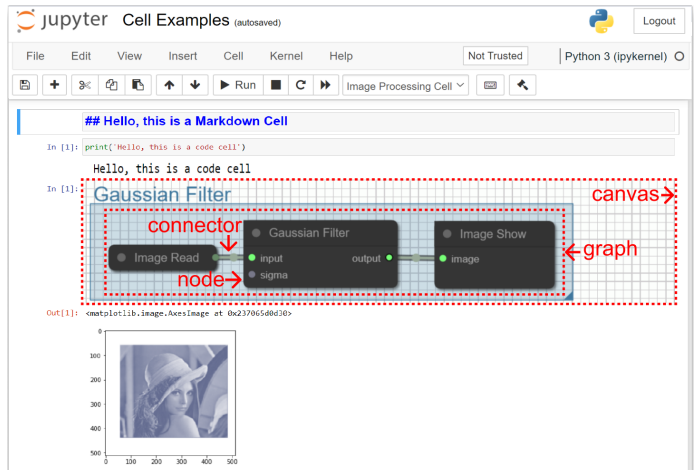 jupyter Cell Examples (autosaved) Logout
File Edit View Insert Cell Kernel Help Not Trusted Python 3 (ipykernel)
Run Image Processing Cell
## Hello, this is a Markdown Cell
In [1]: print('Hello, this is a code cell')
Hello, this is a code cell
In [1]: Gaussian Filter canvas
connector Gaussian Filter Image Show graph
Image Read input output image
node sigma
Out[1]: <matplotlib.image.AxesImage at 0x237065d0d30>
0
100
200
300
400
500
0 100 200 300 400 500